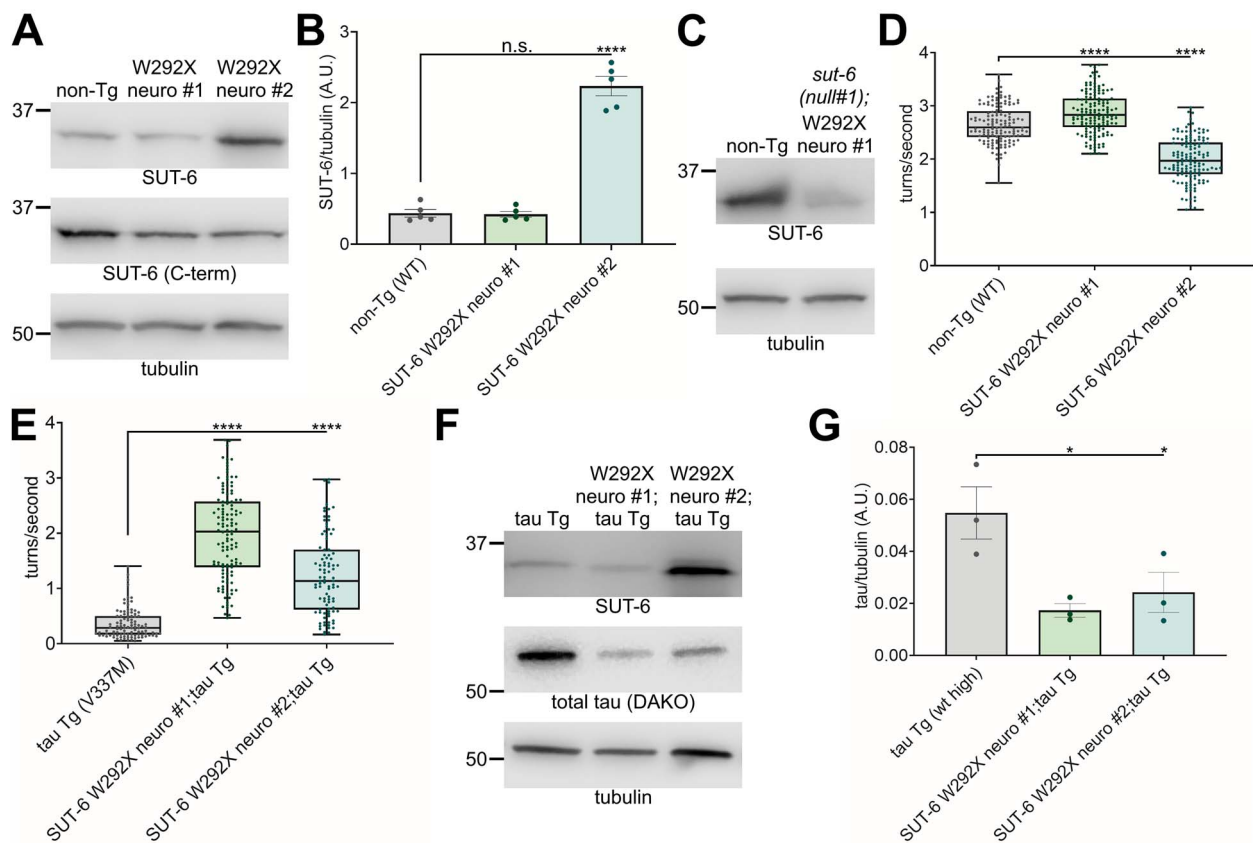 A
non-Tg
W292X
neuro #1
W292X
neuro #2
37
SUT-6
37
SUT-6 (C-term)
50
tubulin
B
SUT-6/tubulin (A.U.)
3
2
1
0
n.s.
****
non-Tg (WT)
SUT-6 W292X neuro #1
SUT-6 W292X neuro #2
C
sut-6
(null#1);
non-Tg
W292X
neuro #1
37
SUT-6
50
tubulin
D
turns/second
4
3
2
1
0
****
****
non-Tg (WT)
SUT-6 W292X neuro #1
SUT-6 W292X neuro #2
E
turns/second
4
3
2
1
0
****
****
tau Tg (V337M)
SUT-6 W292X neuro #1;tau Tg
SUT-6 W292X neuro #2;tau Tg
F
tau Tg
W292X
neuro #1;
tau Tg
W292X
neuro #2;
tau Tg
37
SUT-6
50
total tau (DAKO)
50
tubulin
G
tau/tubulin (A.U.)
0.08
0.06
0.04
0.02
0.00
*
*
tau Tg (wt high)
SUT-6 W292X neuro #1;tau Tg
SUT-6 W292X neuro #2;tau Tg